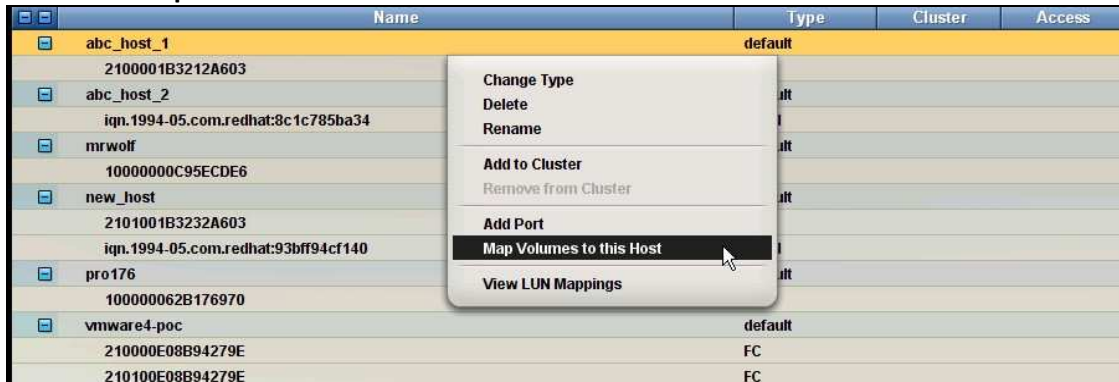 Name Type Cluster Access
abc_host_1 default
2100001B3212A603
Change Type
abc_host_2
Delete
iqn.1994-05.com.redhat:8c1c785ba34
Rename
mrwolf
10000000C95ECDE6
Add to Cluster
new_host
Remove from Cluster
2101001B3232A603
Add Port
iqn.1994-05.com.redhat:93bff94cf140
Map Volumes to this Host
pro176
View LUN Mappings
100000062B176970
vmware4-poc default
210000E08B94279E FC
210100E08B94279E FC